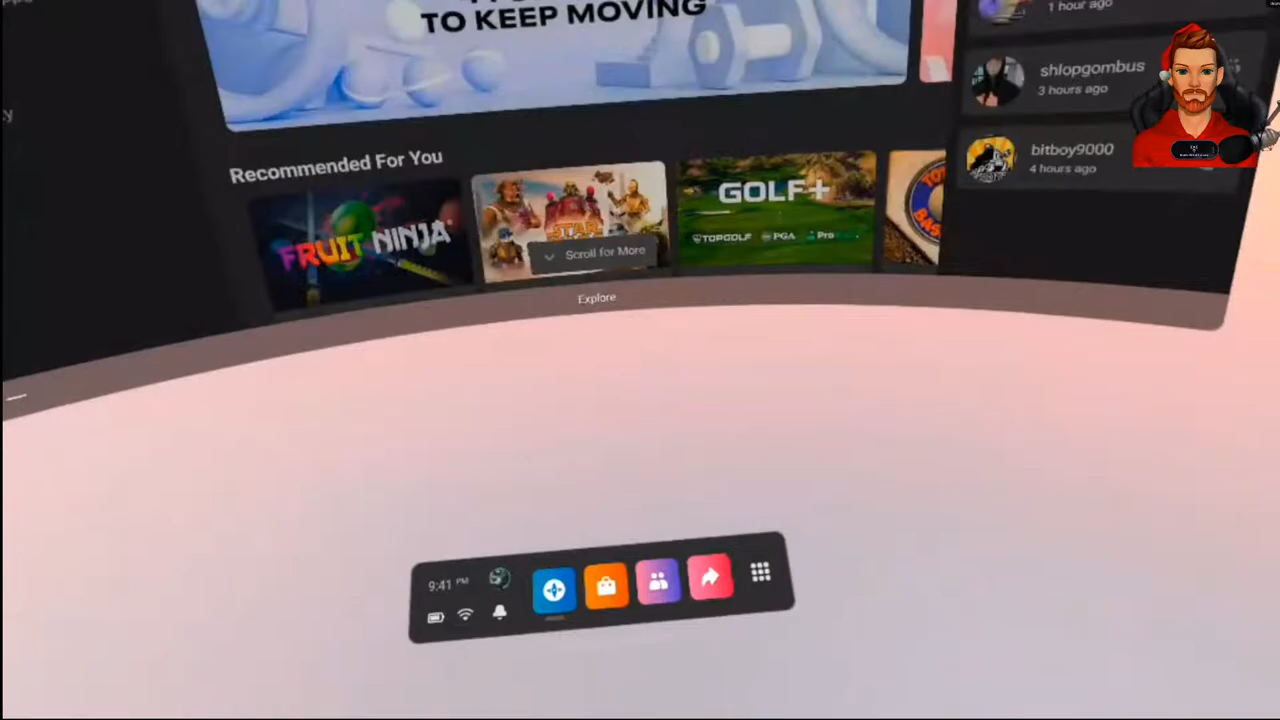 TO KEEP MOVING
1 hour ago
shlopgombus
3 hours ago
bitboy9000
4 hours ago
Recommended For You
FRUIT NINJA
STAR
Scroll for More
GOLF+
TOPGOLF
PGA
Pro
Explore
9:41 PM